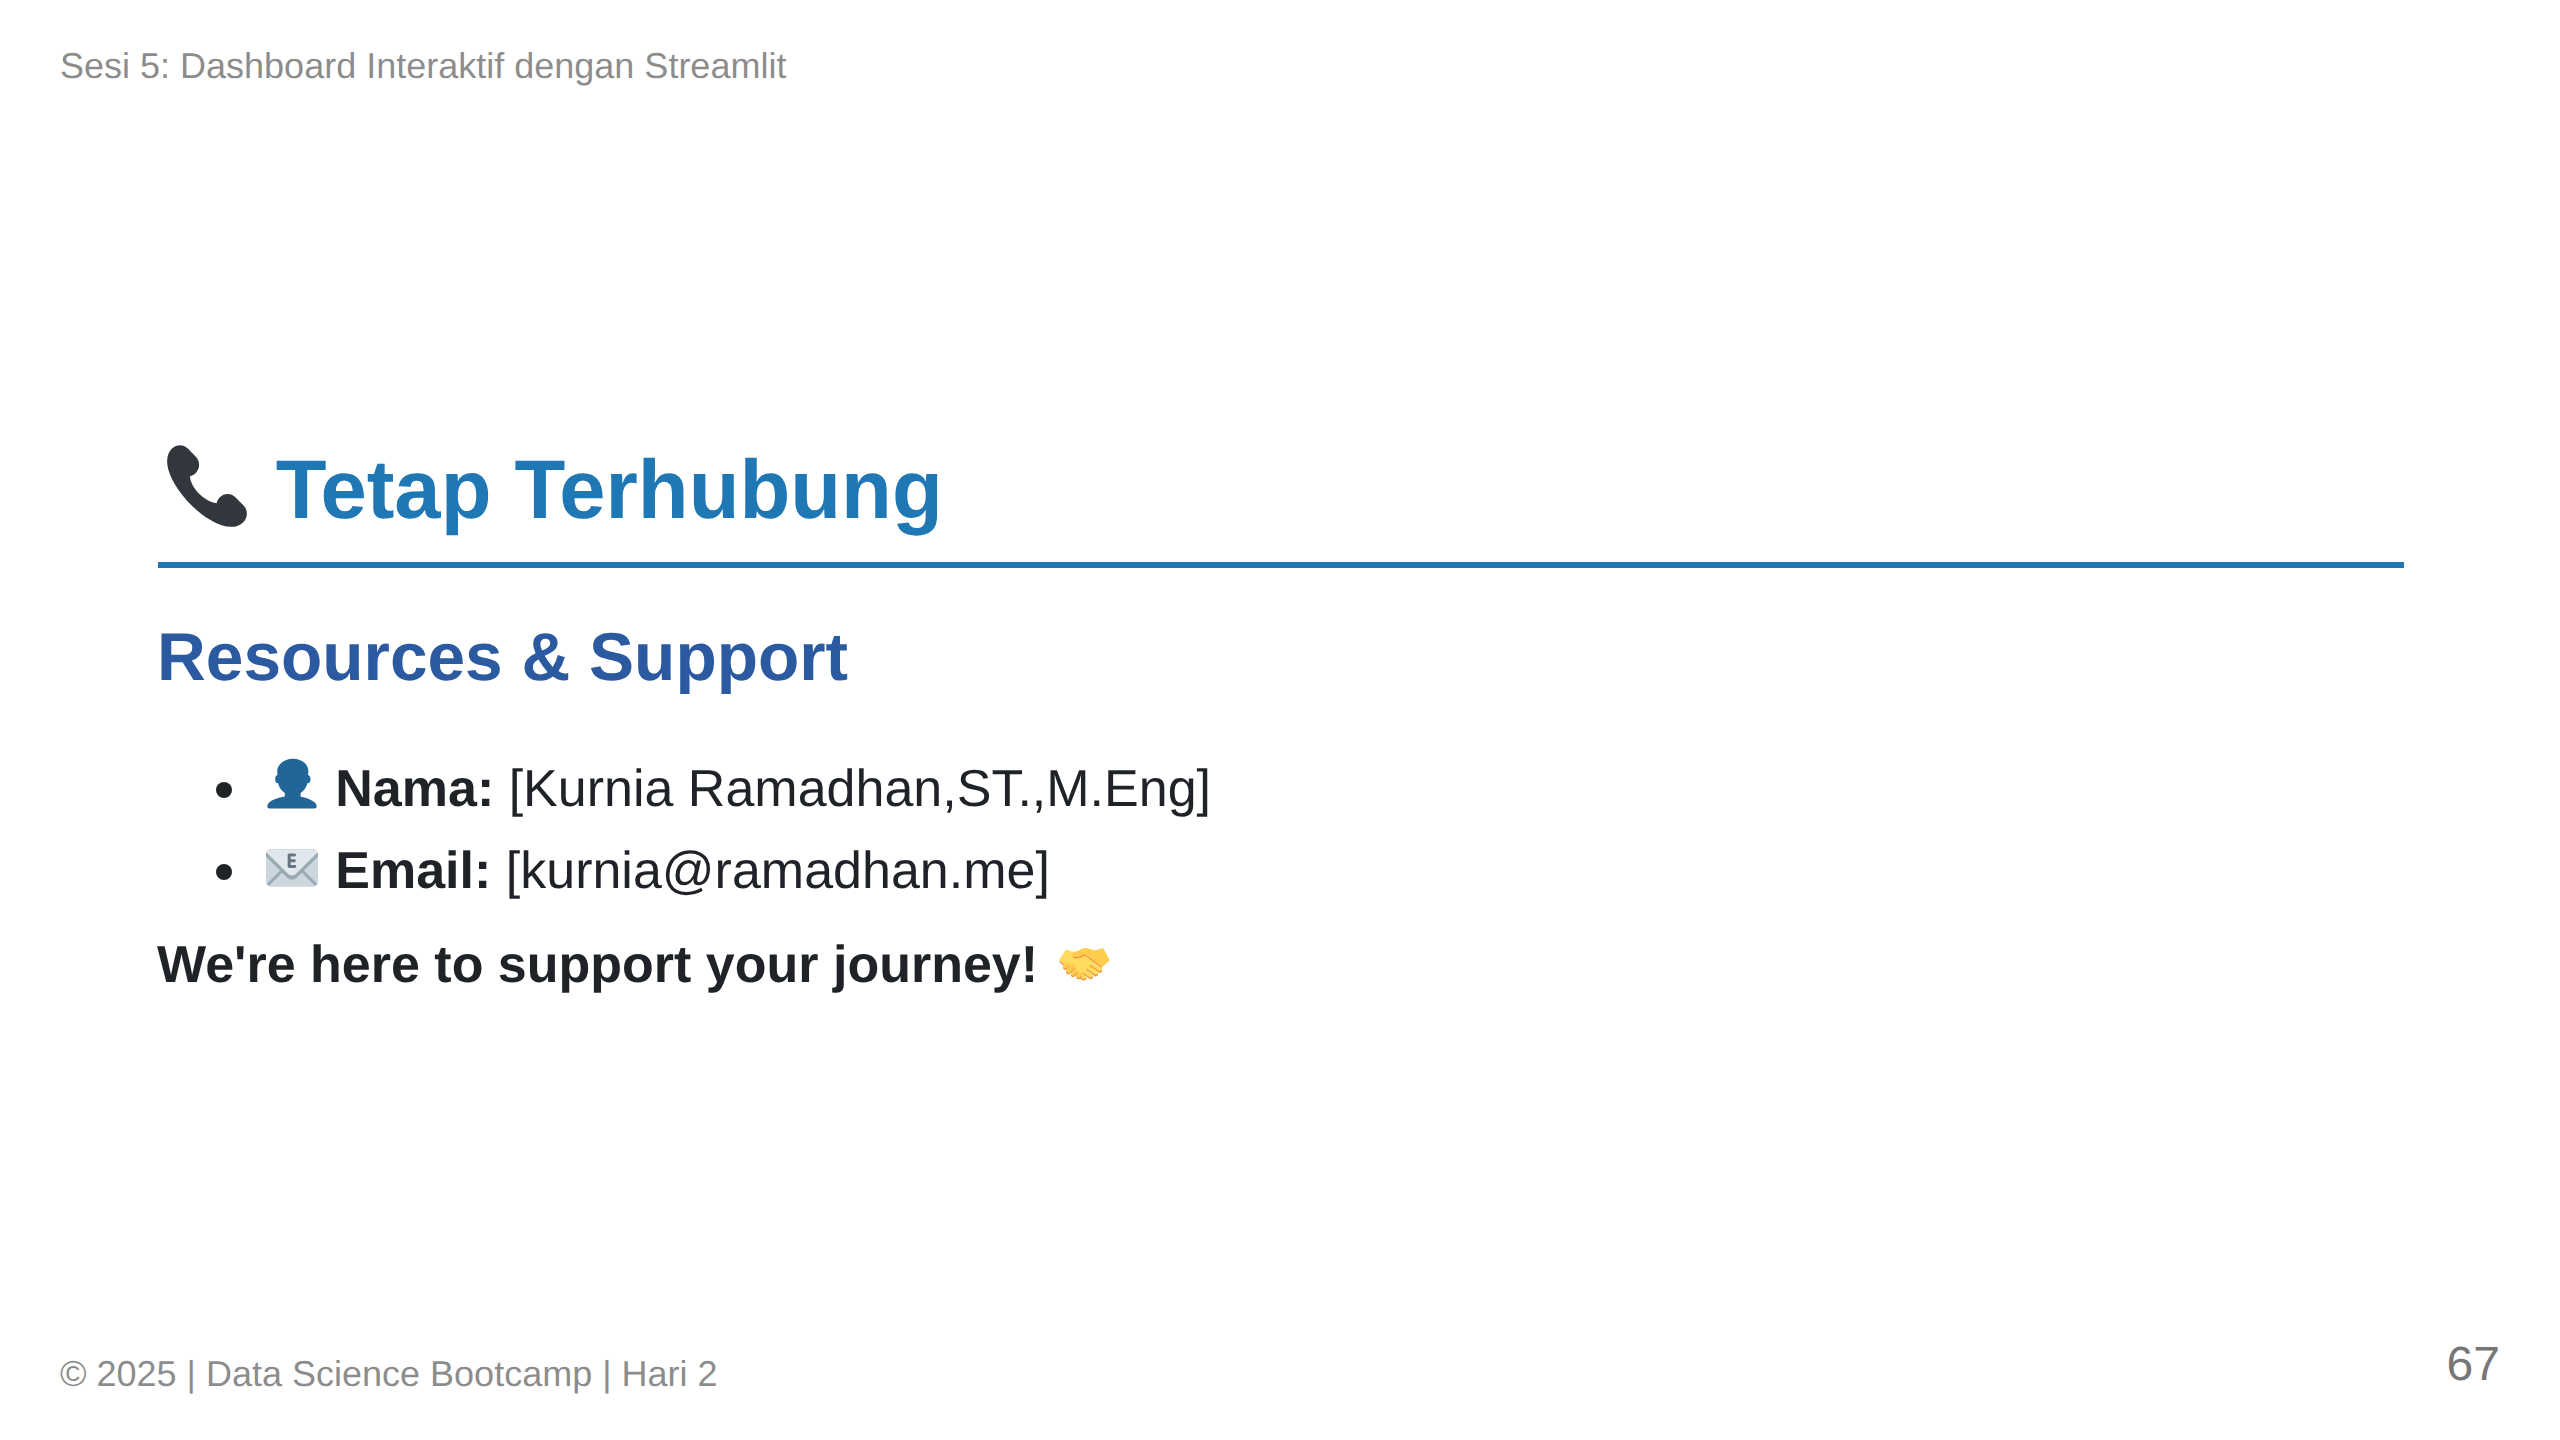 Sesi 5: Dashboard Interaktif dengan Streamlit
📞 Tetap Terhubung
Resources & Support
• 👤 Nama: [Kurnia Ramadhan,ST.,M.Eng]
• 📧 Email: [kurnia@ramadhan.me]
We're here to support your journey! 🤝
© 2025 | Data Science Bootcamp | Hari 2
67